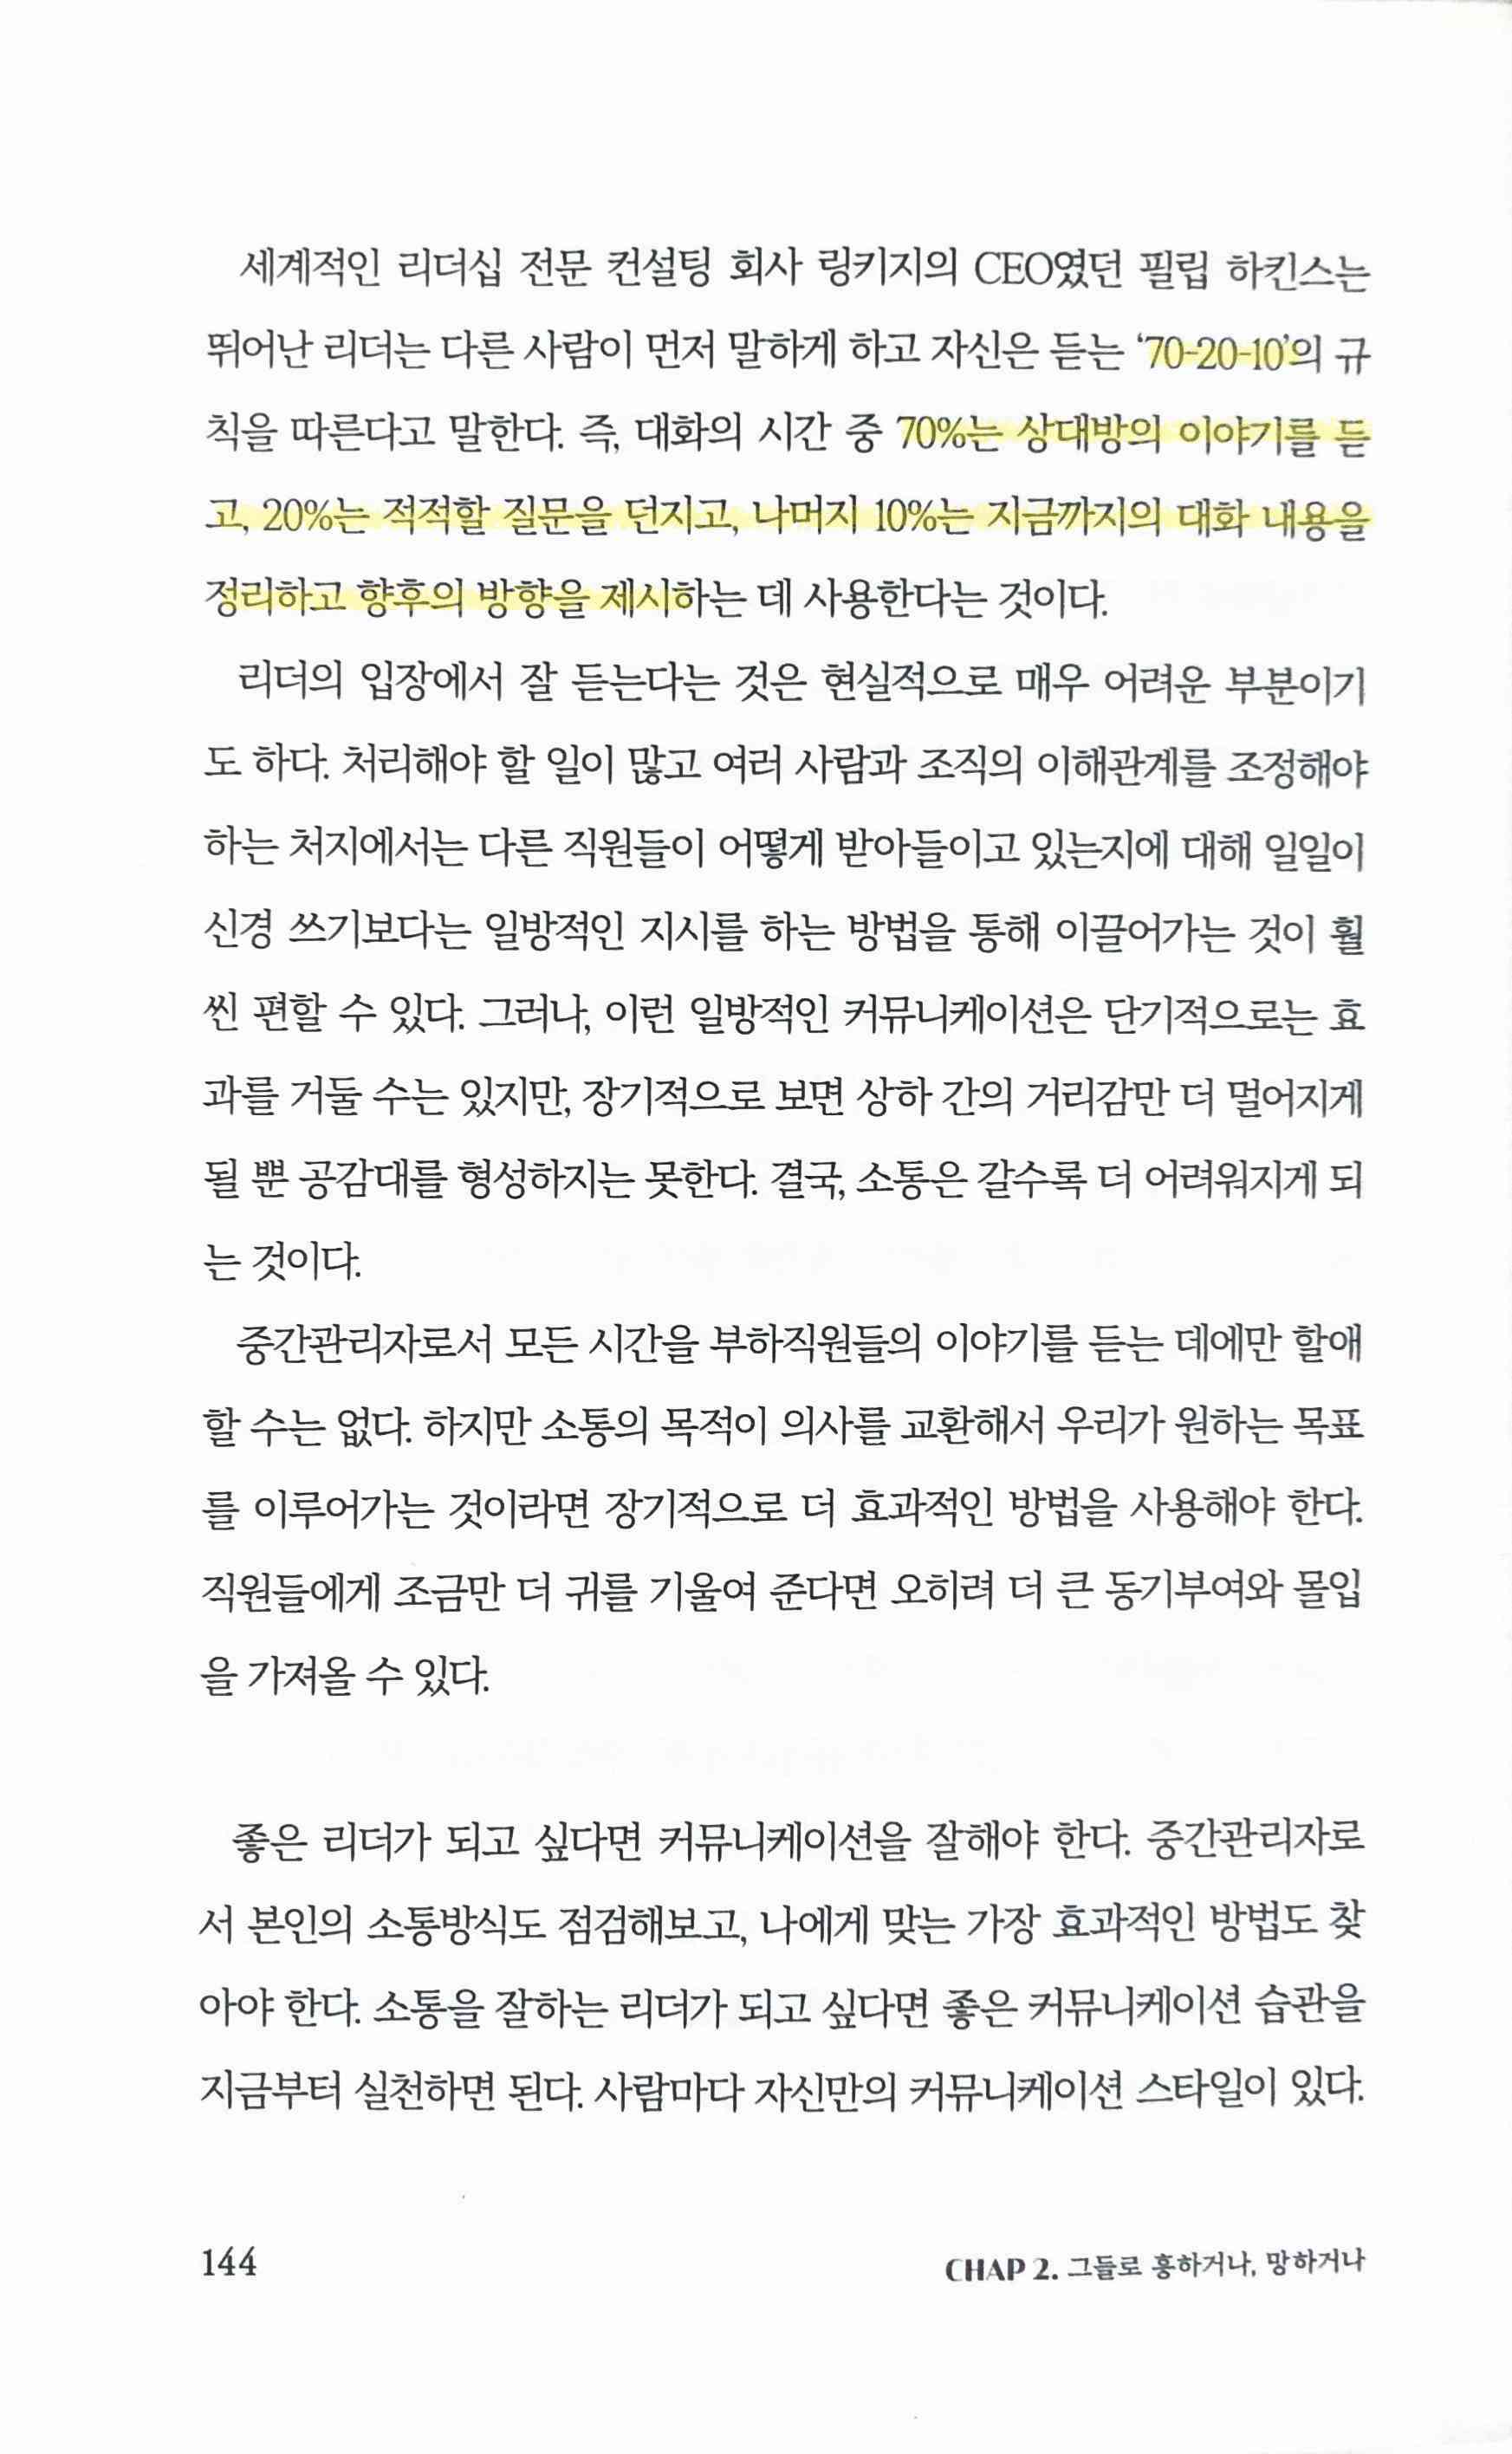 세계적인 리더십 전문 컨설팅 회사 링키지의 CEO였던 필립 하킨스는
뛰어난 리더는 다른 사람이 먼저 말하게 하고 자신은 듣는 ‘70-20-10’의 규
칙을 따른다고 말한다. 즉, 대화의 시간 중 70%는 상대방의 이야기를 듣
고, 20%는 적적할 질문을 던지고, 나머지 10%는 지금까지의 대화 내용을
정리하고 향후의 방향을 제시하는 데 사용한다는 것이다.
리더의 입장에서 잘 듣는다는 것은 현실적으로 매우 어려운 부분이기
도 하다. 처리해야 할 일이 많고 여러 사람과 조직의 이해관계를 조정해야
하는 처지에서는 다른 직원들이 어떻게 받아들이고 있는지에 대해 일일이
신경 쓰기보다는 일방적인 지시를 하는 방법을 통해 이끌어가는 것이 훨
씬 편할 수 있다. 그러나, 이런 일방적인 커뮤니케이션은 단기적으로는 효
과를 거둘 수는 있지만, 장기적으로 보면 상하 간의 거리감만 더 멀어지게
될 뿐 공감대를 형성하지는 못한다. 결국, 소통은 갈수록 더 어려워지게 되
는 것이다.
중간관리자로서 모든 시간을 부하직원들의 이야기를 듣는 데에만 할애
할 수는 없다. 하지만 소통의 목적이 의사를 교환해서 우리가 원하는 목표
를 이루어가는 것이라면 장기적으로 더 효과적인 방법을 사용해야 한다.
직원들에게 조금만 더 귀를 기울여 준다면 오히려 더 큰 동기부여와 몰입
을 가져올 수 있다.
좋은 리더가 되고 싶다면 커뮤니케이션을 잘해야 한다. 중간관리자로
서 본인의 소통방식도 점검해보고, 나에게 맞는 가장 효과적인 방법도 찾
아야 한다. 소통을 잘하는 리더가 되고 싶다면 좋은 커뮤니케이션 습관을
지금부터 실천하면 된다. 사람마다 자신만의 커뮤니케이션 스타일이 있다.
144
CHAP 2. 그들로 흥하거나, 망하거나